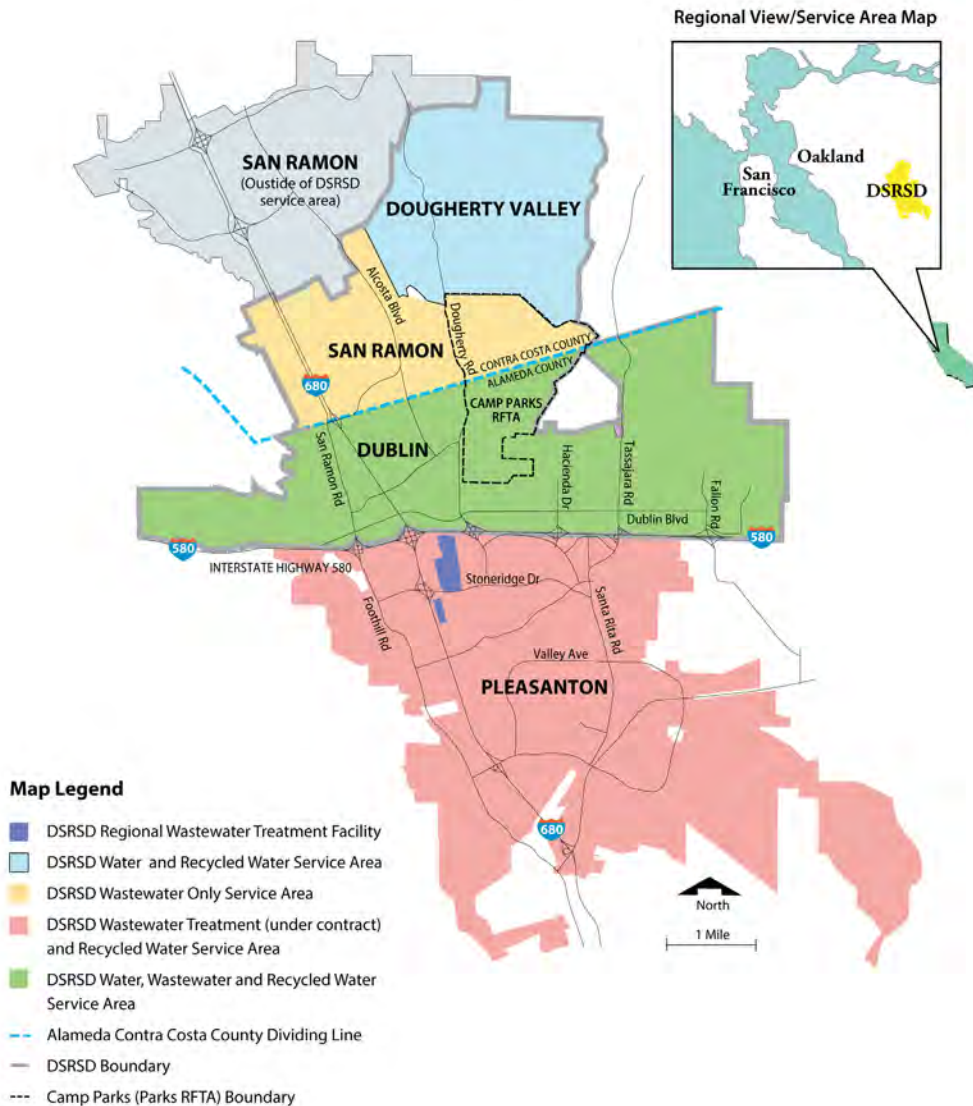 Regional View/Service Area Map
Oakland
San
Francisco
DSRSD
SAN RAMON
(Oustide of DSRSD
service area)
DOUGHERTY VALLEY
Alcosta Blvd
Dougherty Rd
SAN RAMON
CONTRA COSTA COUNTY
ALAMEDA COUNTY
680
CAMP PARKS
RFTA
DUBLIN
San Ramon Rd
Hacienda Dr
Tassajara Rd
Fallon Rd
Dublin Blvd
580
580
INTERSTATE HIGHWAY 580
Stoneridge Dr
Foothill Rd
Santa Rita Rd
Valley Ave
PLEASANTON
680
North
1 Mile
Map Legend
DSRSD Regional Wastewater Treatment Facility
DSRSD Water and Recycled Water Service Area
DSRSD Wastewater Only Service Area
DSRSD Wastewater Treatment (under contract)
and Recycled Water Service Area
DSRSD Water, Wastewater and Recycled Water
Service Area
Alameda Contra Costa County Dividing Line
DSRSD Boundary
Camp Parks (Parks RFTA) Boundary